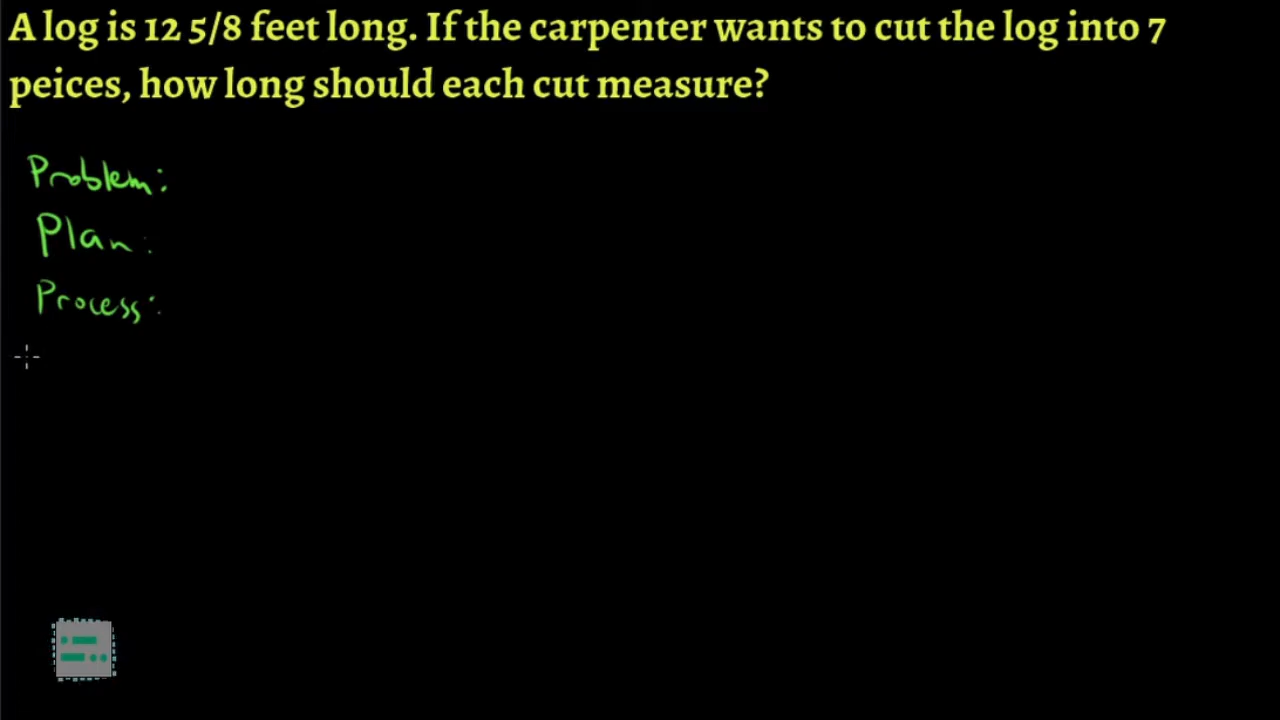 A log is 12 5/8 feet long. If the carpenter wants to cut the log into 7
peices, how long should each cut measure?
Problem:
Plan:
Process: